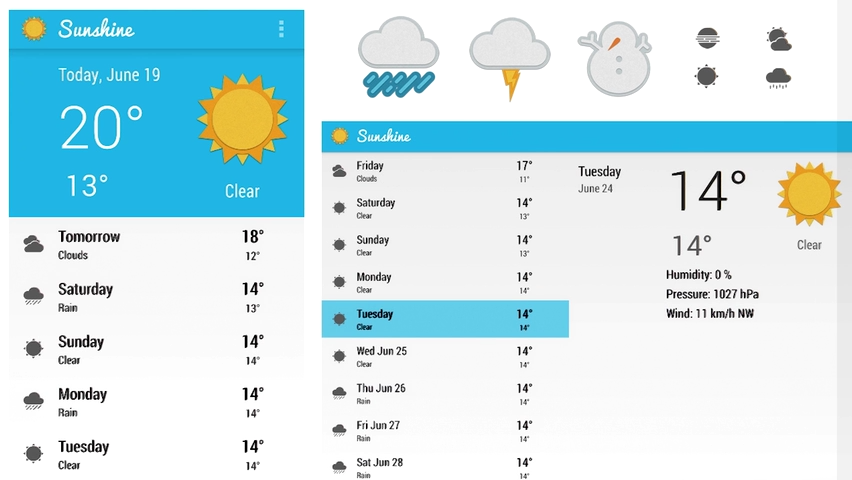 Sunshine
Today, June 19
20°
13°
Clear
Tomorrow 18°
Clouds 12°
Saturday 14°
Rain 13°
Sunday 14°
Clear 14°
Monday 14°
Rain 14°
Tuesday 14°
Clear 14°
Sunshine
Friday 17°
Clouds 11°
Saturday 14°
Clear 13°
Sunday 14°
Clear 13°
Monday 14°
Clear 14°
Tuesday 14°
Clear 14°
Wed Jun 25 14°
Clear 14°
Thu Jun 26 14°
Rain 14°
Fri Jun 27 14°
Rain 14°
Sat Jun 28 14°
Rain 14°
Tuesday
June 24
14°
14°
Clear
Humidity: 0 %
Pressure: 1027 hPa
Wind: 11 km/h NW